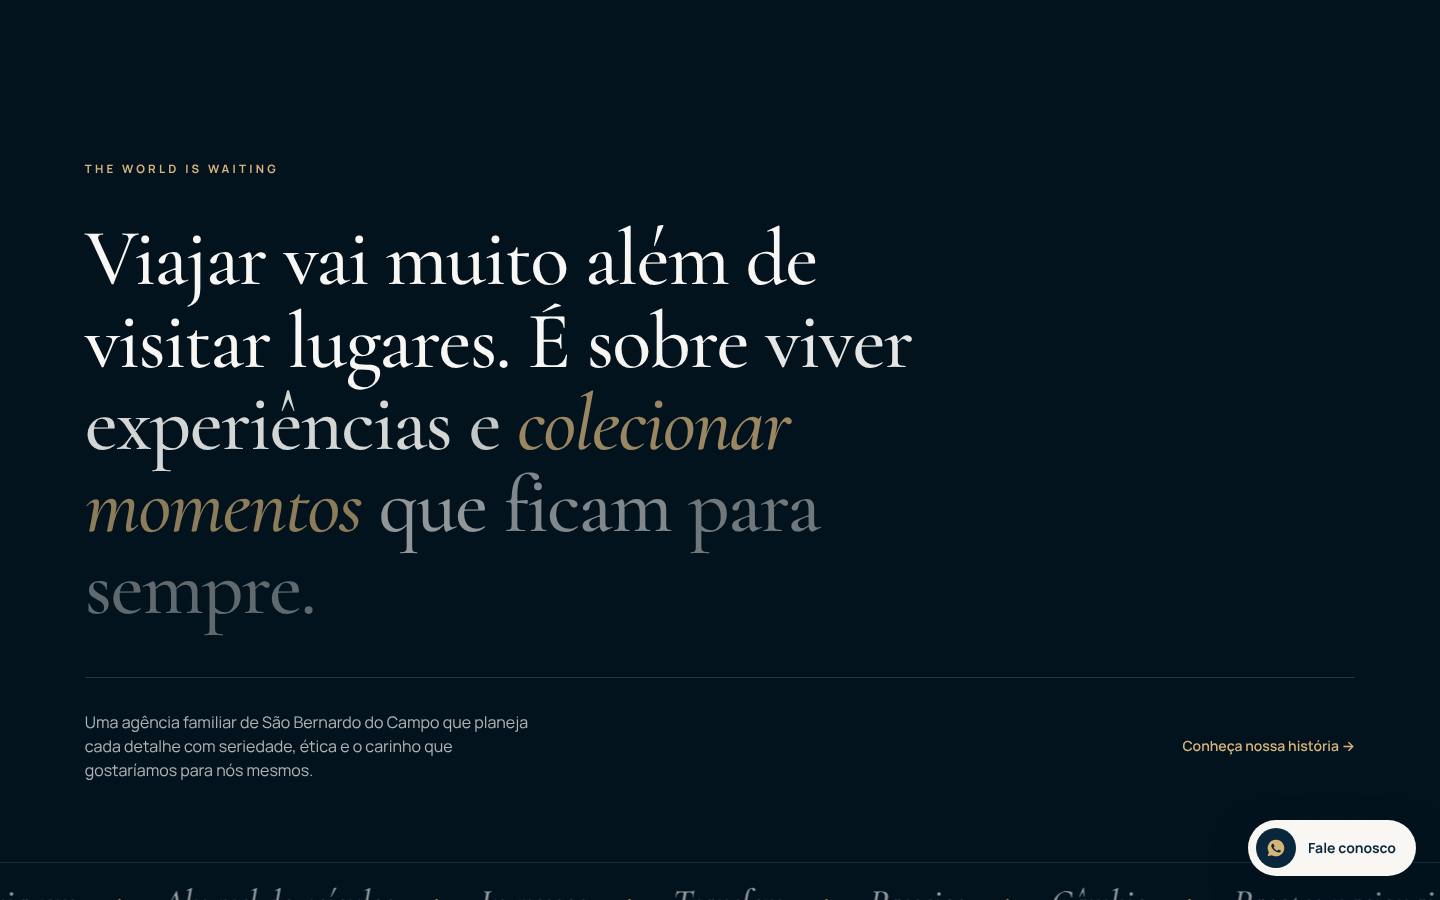 THE WORLD IS WAITING
Viajar vai muito além de
visitar lugares. É sobre viver
experiências e colecionar
momentos que ficam para
sempre.
Uma agência familiar de São Bernardo do Campo que planeja
cada detalhe com seriedade, ética e o carinho que
gostaríamos para nós mesmos.
Conheça nossa história →
Fale conosco